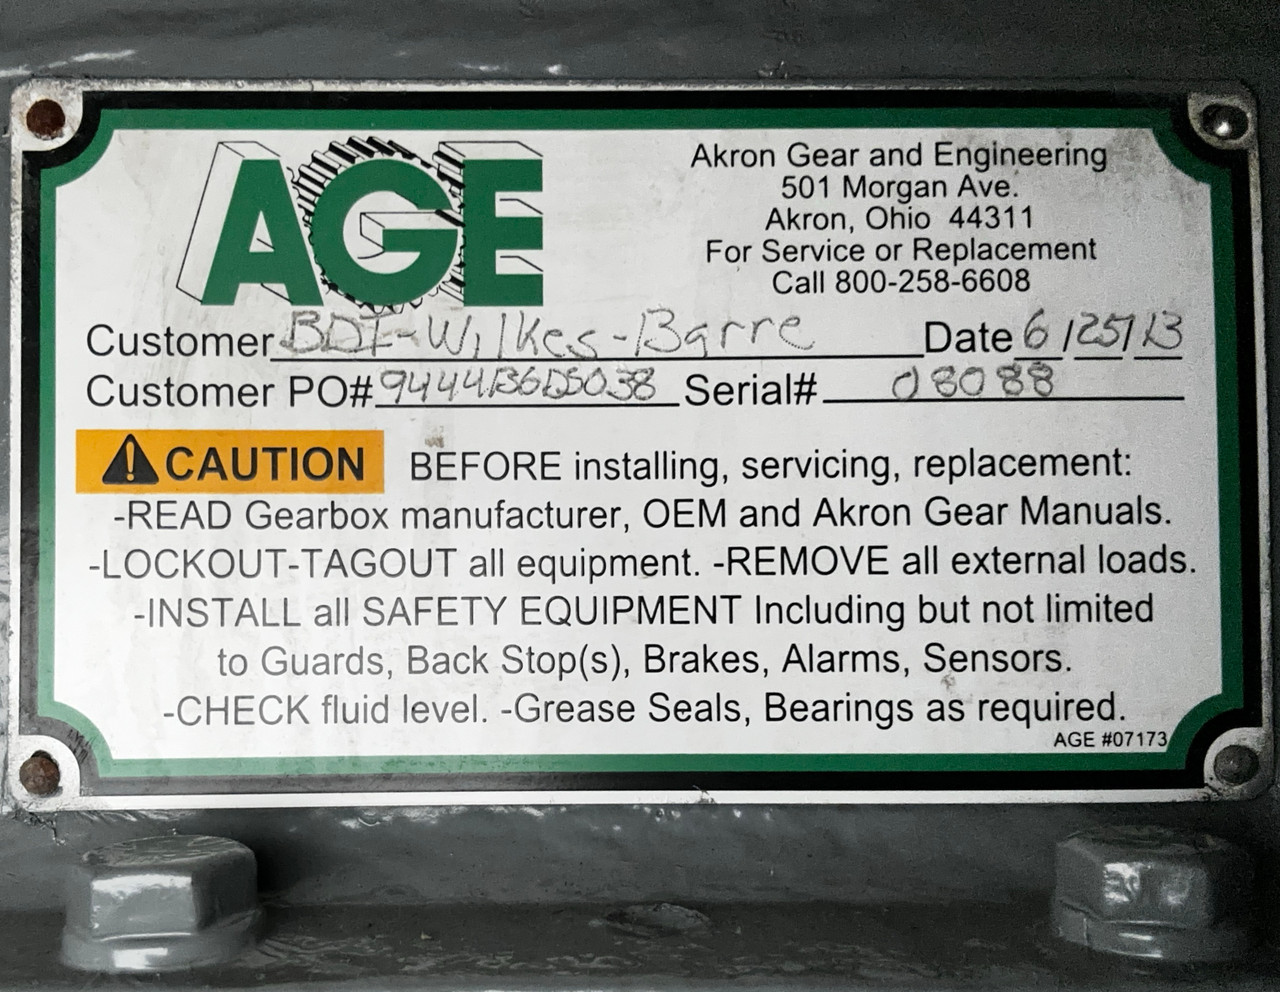 AGE
Akron Gear and Engineering
501 Morgan Ave.
Akron, Ohio 44311
For Service or Replacement
Call 800-258-6608
Customer BDI-Wilkes-Barre Date 6/25/13
Customer PO# Serial# 08088
CAUTION BEFORE installing, servicing, replacement:
-READ Gearbox manufacturer, OEM and Akron Gear Manuals.
-LOCKOUT-TAGOUT all equipment. -REMOVE all external loads.
-INSTALL all SAFETY EQUIPMENT Including but not limited
to Guards, Back Stop(s), Brakes, Alarms, Sensors.
-CHECK fluid level. -Grease Seals, Bearings as required.
AGE #07173